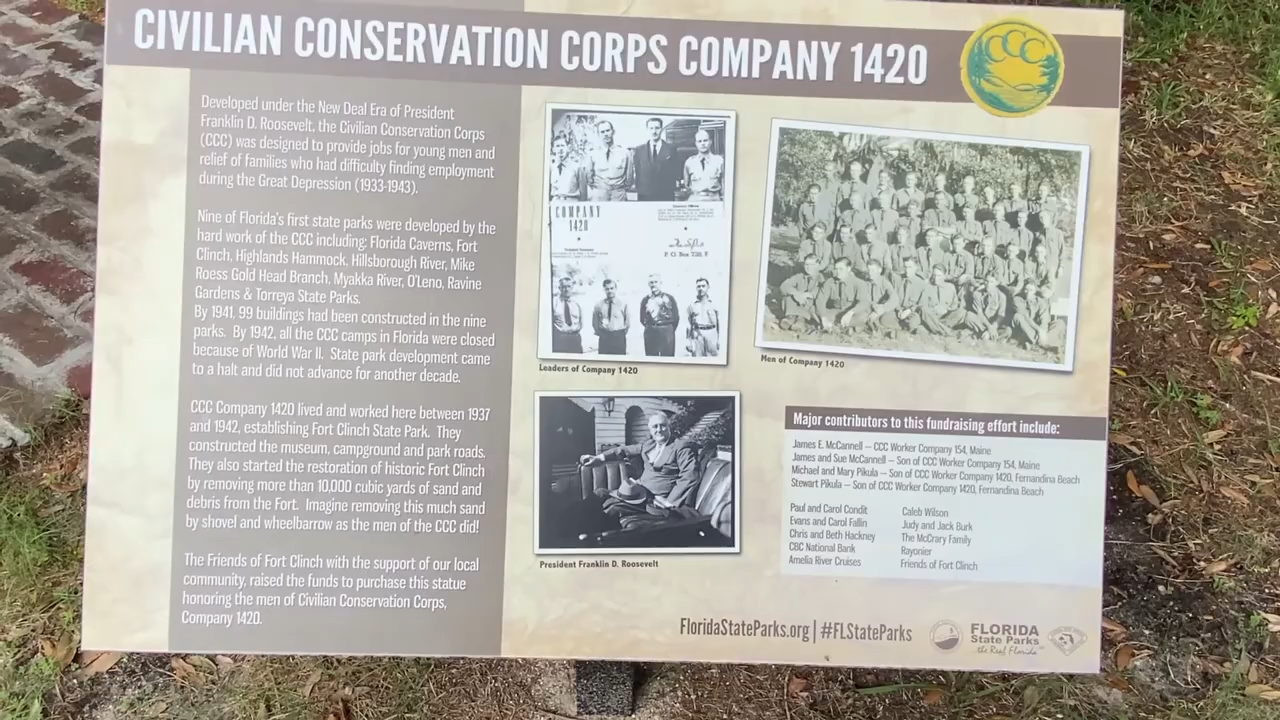 CIVILIAN CONSERVATION CORPS COMPANY 1420
CCC
Developed under the New Deal Era of President
Franklin D. Roosevelt, the Civilian Conservation Corps
(CCC) was designed to provide jobs for young men and
relief of families who had difficulty finding employment
during the Great Depression (1933-1943).
Nine of Florida's first state parks were developed by the
hard work of the CCC including: Florida Caverns, Fort
Clinch, Highlands Hammock, Hillsborough River, Mike
Roess Gold Head Branch, Myakka River, O'Leno, Ravine
Gardens & Torreya State Parks.
By 1941, 99 buildings had been constructed in the nine
parks. By 1942, all the CCC camps in Florida were closed
because of World War II. State park development came
to a halt and did not advance for another decade.
CCC Company 1420 lived and worked here between 1937
and 1942, establishing Fort Clinch State Park. They
constructed the museum, campground and park roads.
They also started the restoration of historic Fort Clinch
by removing more than 10,000 cubic yards of sand and
debris from the Fort. Imagine removing this much sand
by shovel and wheelbarrow as the men of the CCC did!
The Friends of Fort Clinch with the support of our local
community, raised the funds to purchase this statue
honoring the men of Civilian Conservation Corps,
Company 1420.
COMPANY
1420
Leaders of Company 1420
Men of Company 1420
President Franklin D. Roosevelt
Major contributors to this fundraising effort include:
James E. McCannell – CCC Worker Company 154, Maine
James and Sue McCannell – Son of CCC Worker Company 154, Maine
Michael and Mary Pikula – Son of CCC Worker Company 1420, Fernandina Beach
Stewart Pikula – Son of CCC Worker Company 1420, Fernandina Beach
Paul and Carol Condit
Evans and Carol Fallin
Chris and Beth Hackney
CBC National Bank
Amelia River Cruises
Caleb Wilson
Judy and Jack Burk
The McCrary Family
Rayonier
Friends of Fort Clinch
FloridaStateParks.org | #FLStateParks
FLORIDA
State Parks
the Real Florida